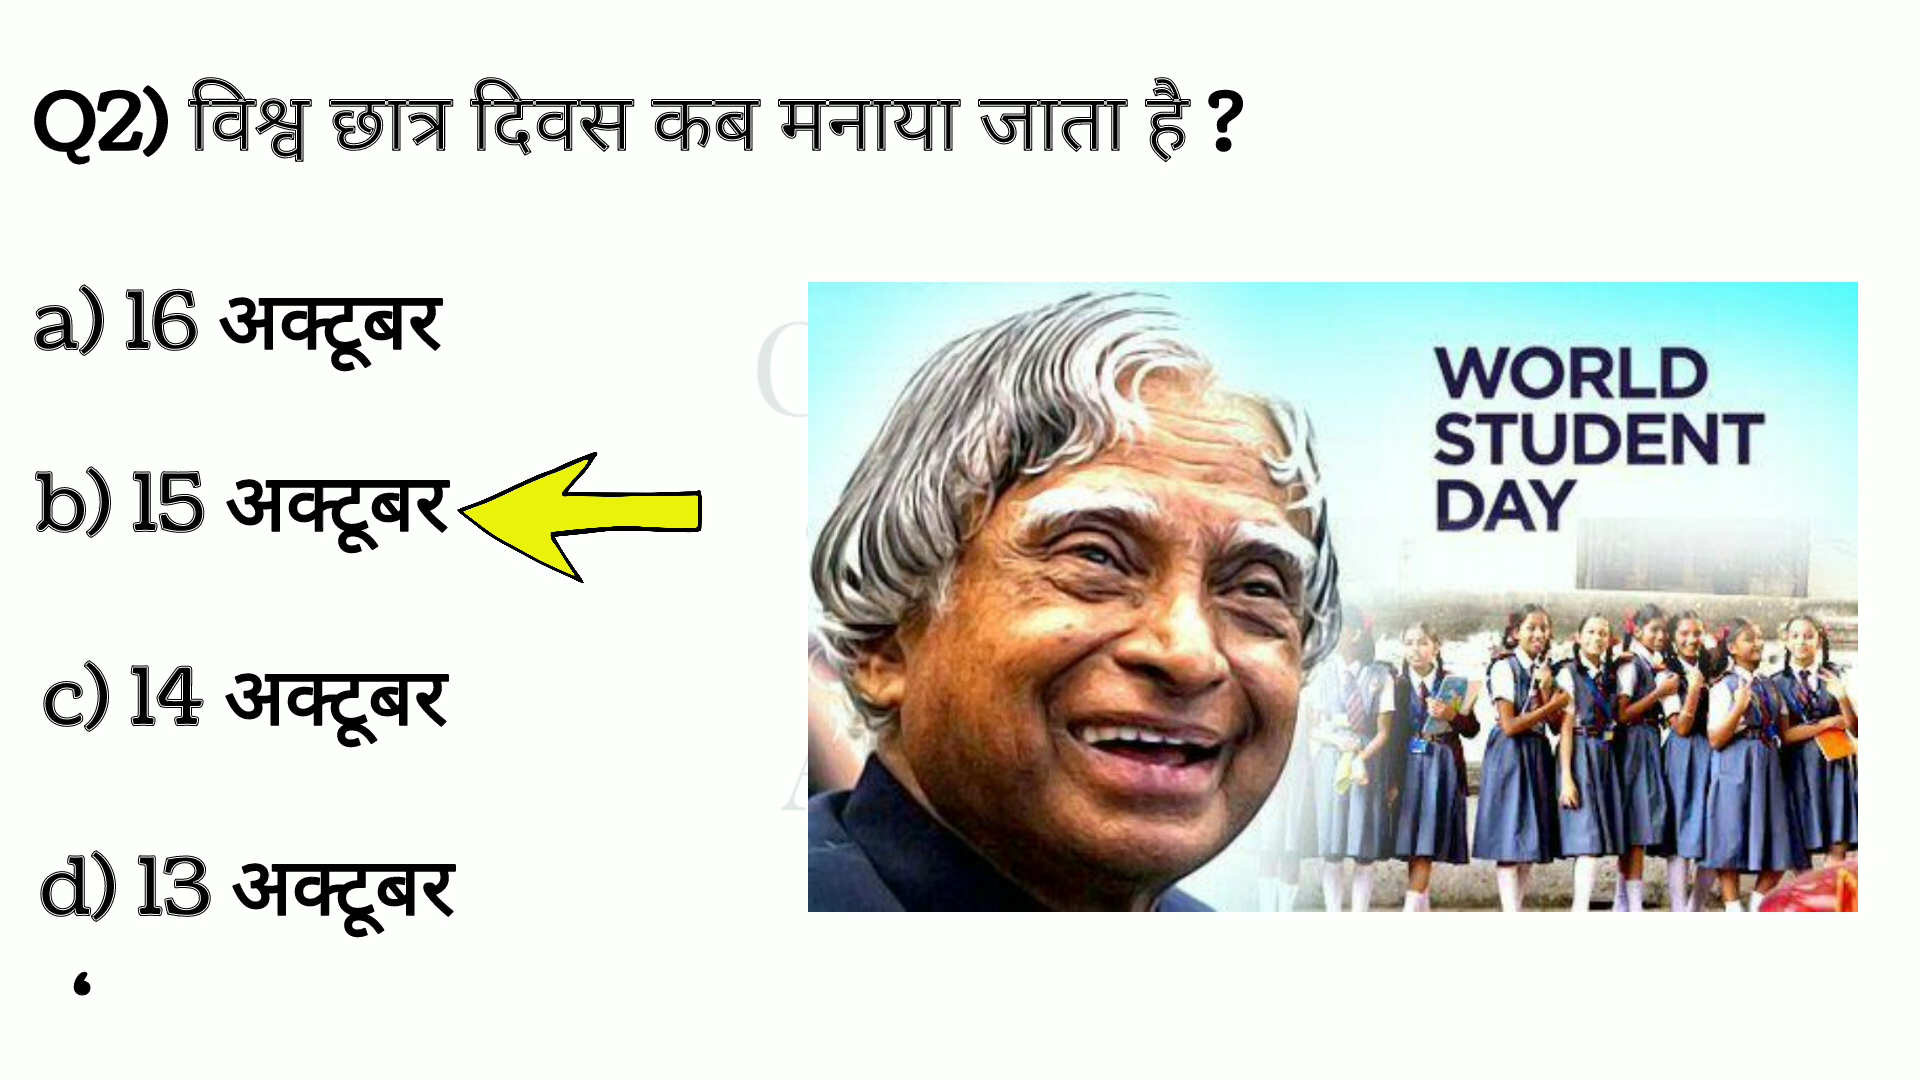 Q2) विश्व छात्र दिवस कब मनाया जाता है ?
a) 16 अक्टूबर
b) 15 अक्टूबर
c) 14 अक्टूबर
d) 13 अक्टूबर
‘
WORLD
STUDENT
DAY